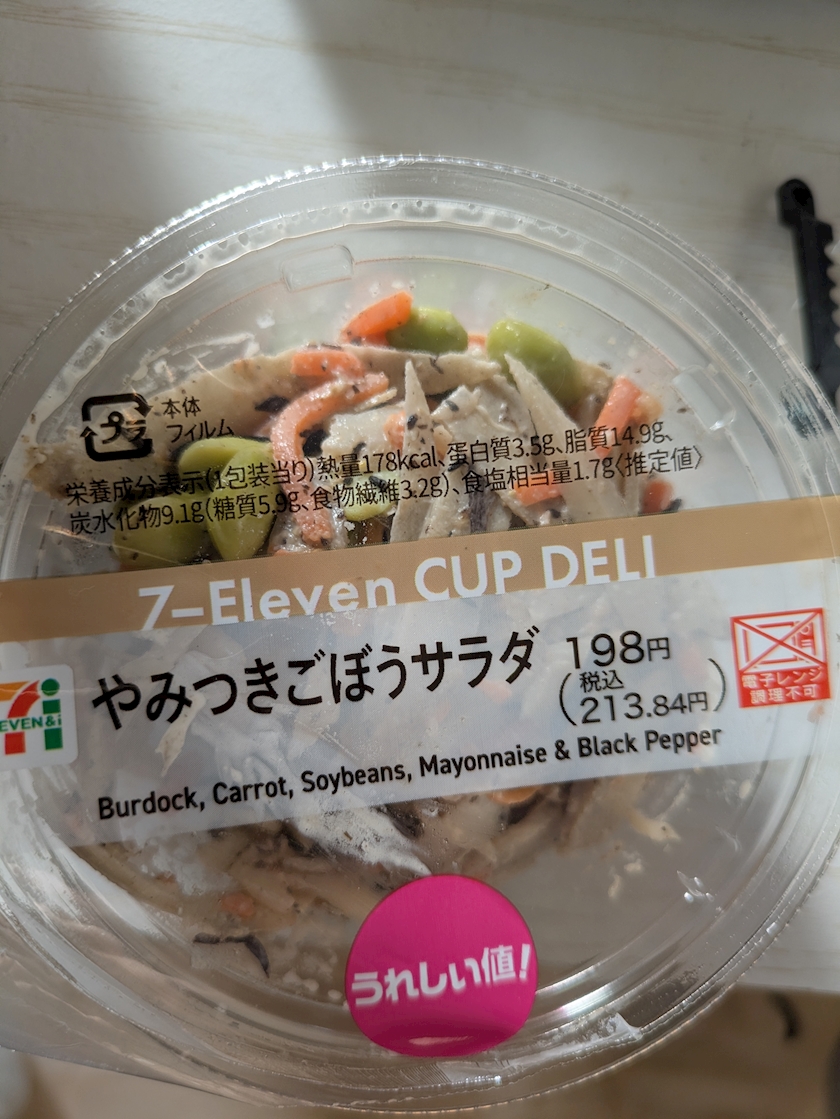 プラ
本体
フィルム
栄養成分表示(1包装当り)熱量178kcal、蛋白質3.5g、脂質14.9g、
炭水化物9.1g(糖質5.9g、食物繊維3.2g)、食塩相当量1.7g〈推定値〉
7-Eleven CUP DELI
EVEN&i
やみつきごぼうサラダ 198円
(税込
213.84円)
電子レンジ
調理不可
Burdock, Carrot, Soybeans, Mayonnaise & Black Pepper
うれしい値!